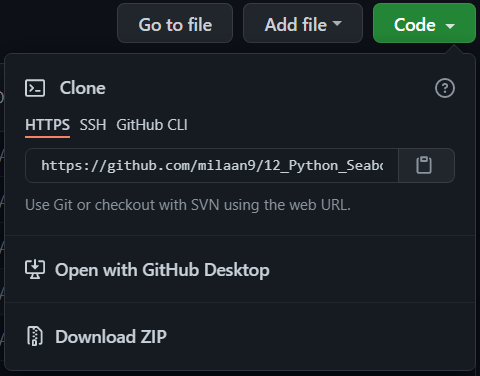 Go to file Add file Code
Clone
HTTPS SSH GitHub CLI
https://github.com/milaan9/12_Python_Seabo
Use Git or checkout with SVN using the web URL.
Open with GitHub Desktop
Download ZIP